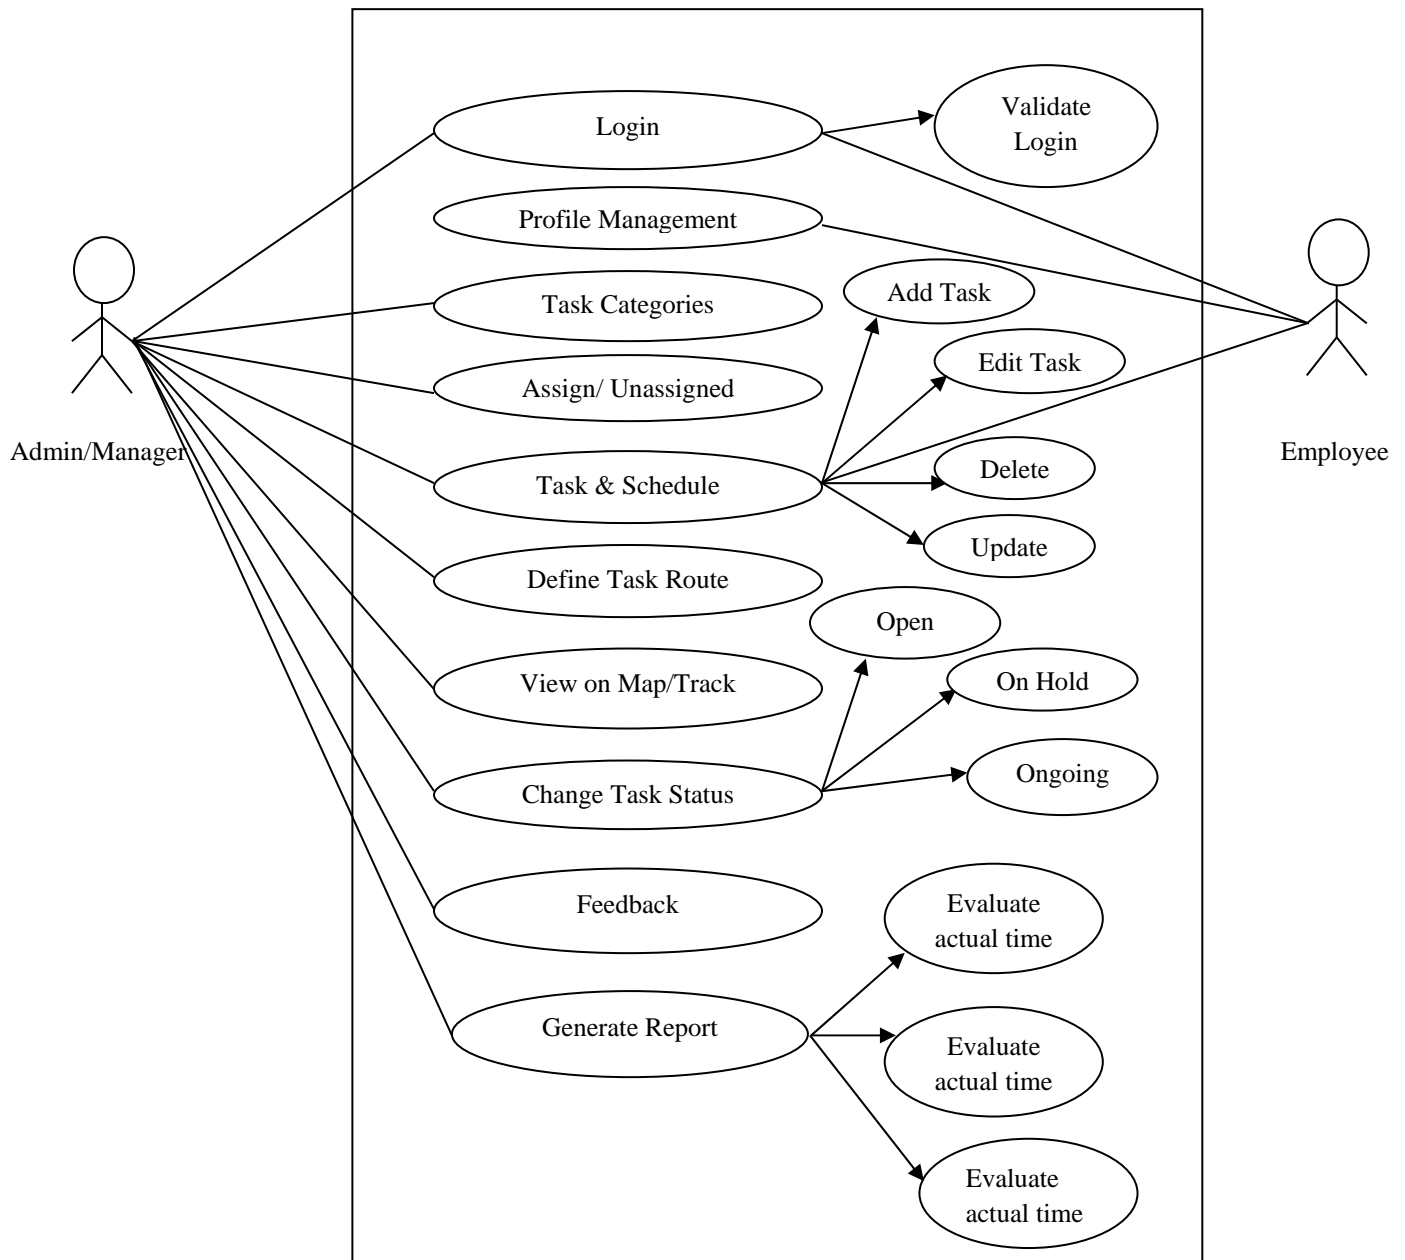 Login
Validate
Login
Profile Management
Task Categories
Add Task
Edit Task
Assign/ Unassigned
Admin/Manager
Employee
Task & Schedule
Delete
Update
Define Task Route
Open
View on Map/Track
On Hold
Change Task Status
Ongoing
Feedback
Evaluate
actual time
Generate Report
Evaluate
actual time
Evaluate
actual time